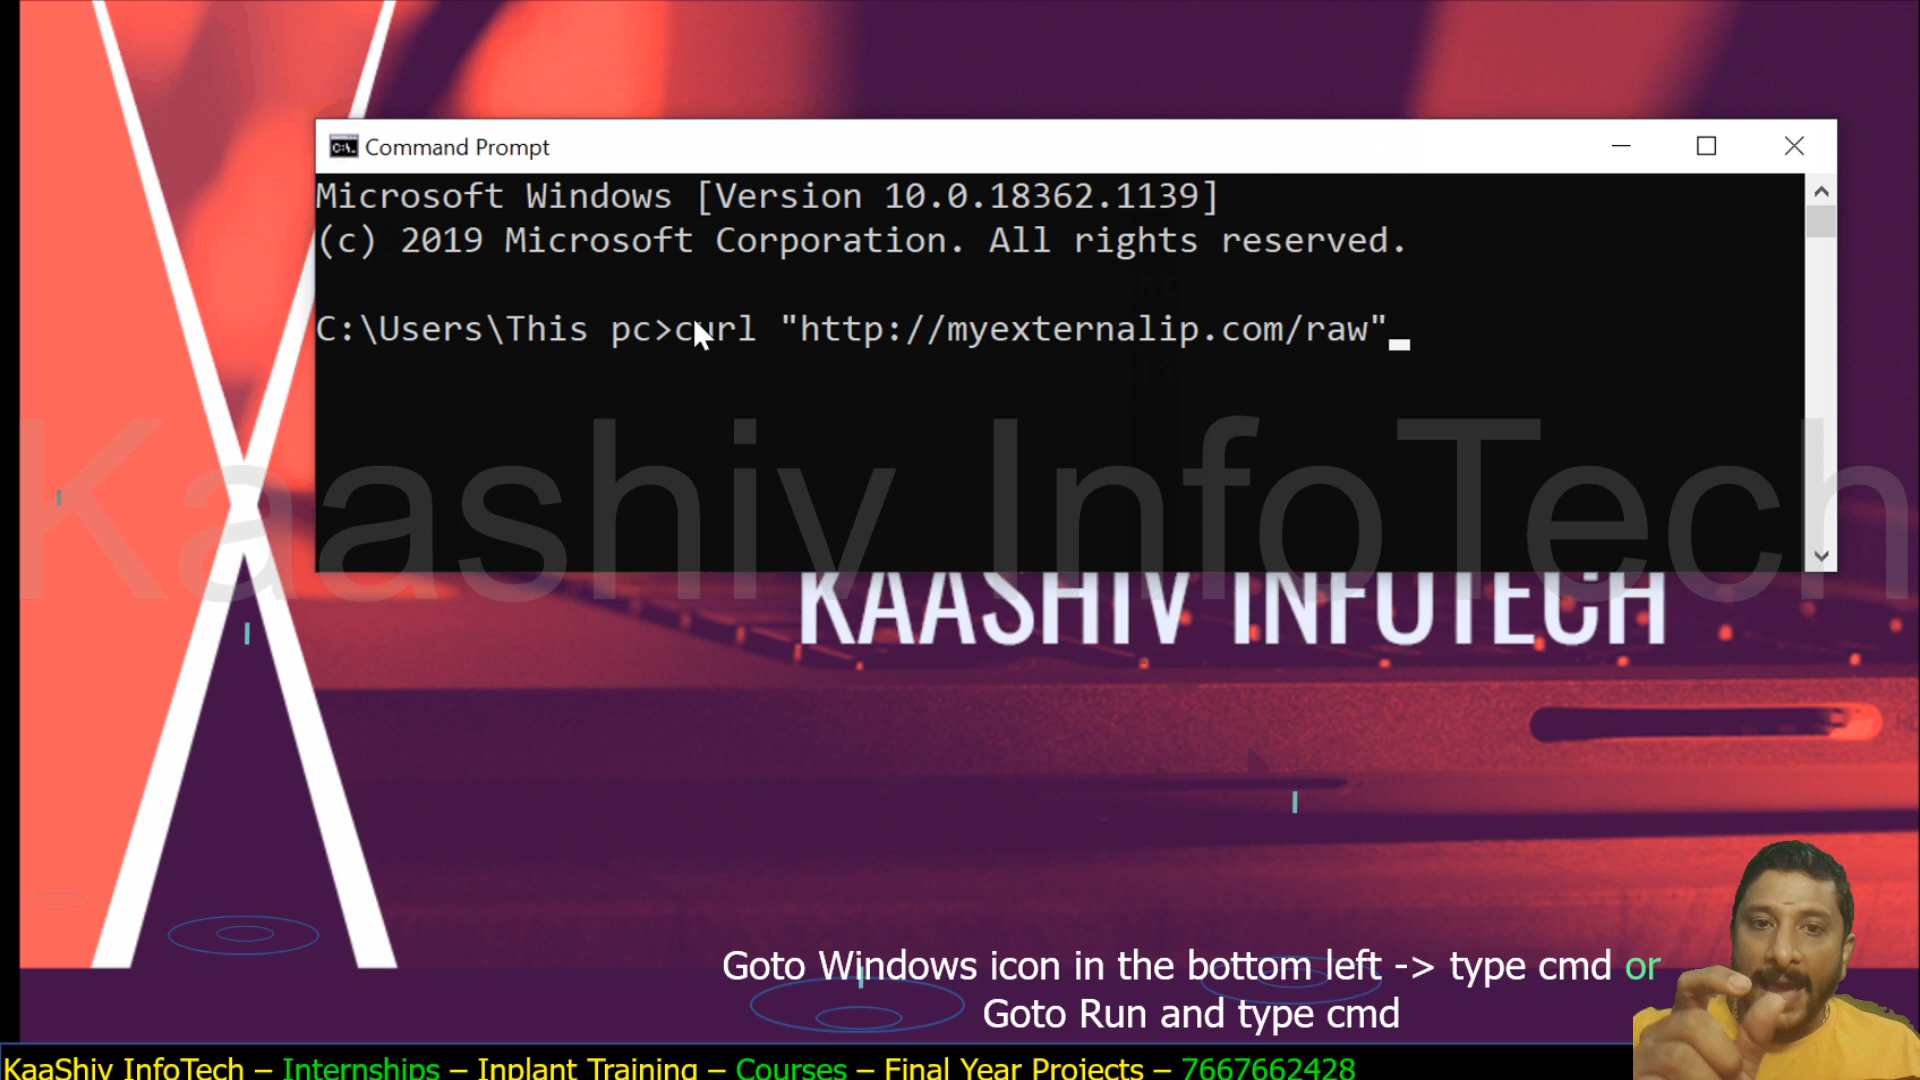 Command Prompt
Microsoft Windows [Version 10.0.18362.1139]
(c) 2019 Microsoft Corporation. All rights reserved.
C:\Users\This pc>curl "http://myexternalip.com/raw"
Kaashiv InfoTech
KAASHIV INFOTECH
Goto Windows icon in the bottom left -> type cmd or
Goto Run and type cmd
KaaShiv InfoTech – Internships – Inplant Training – Courses – Final Year Projects – 7667662428